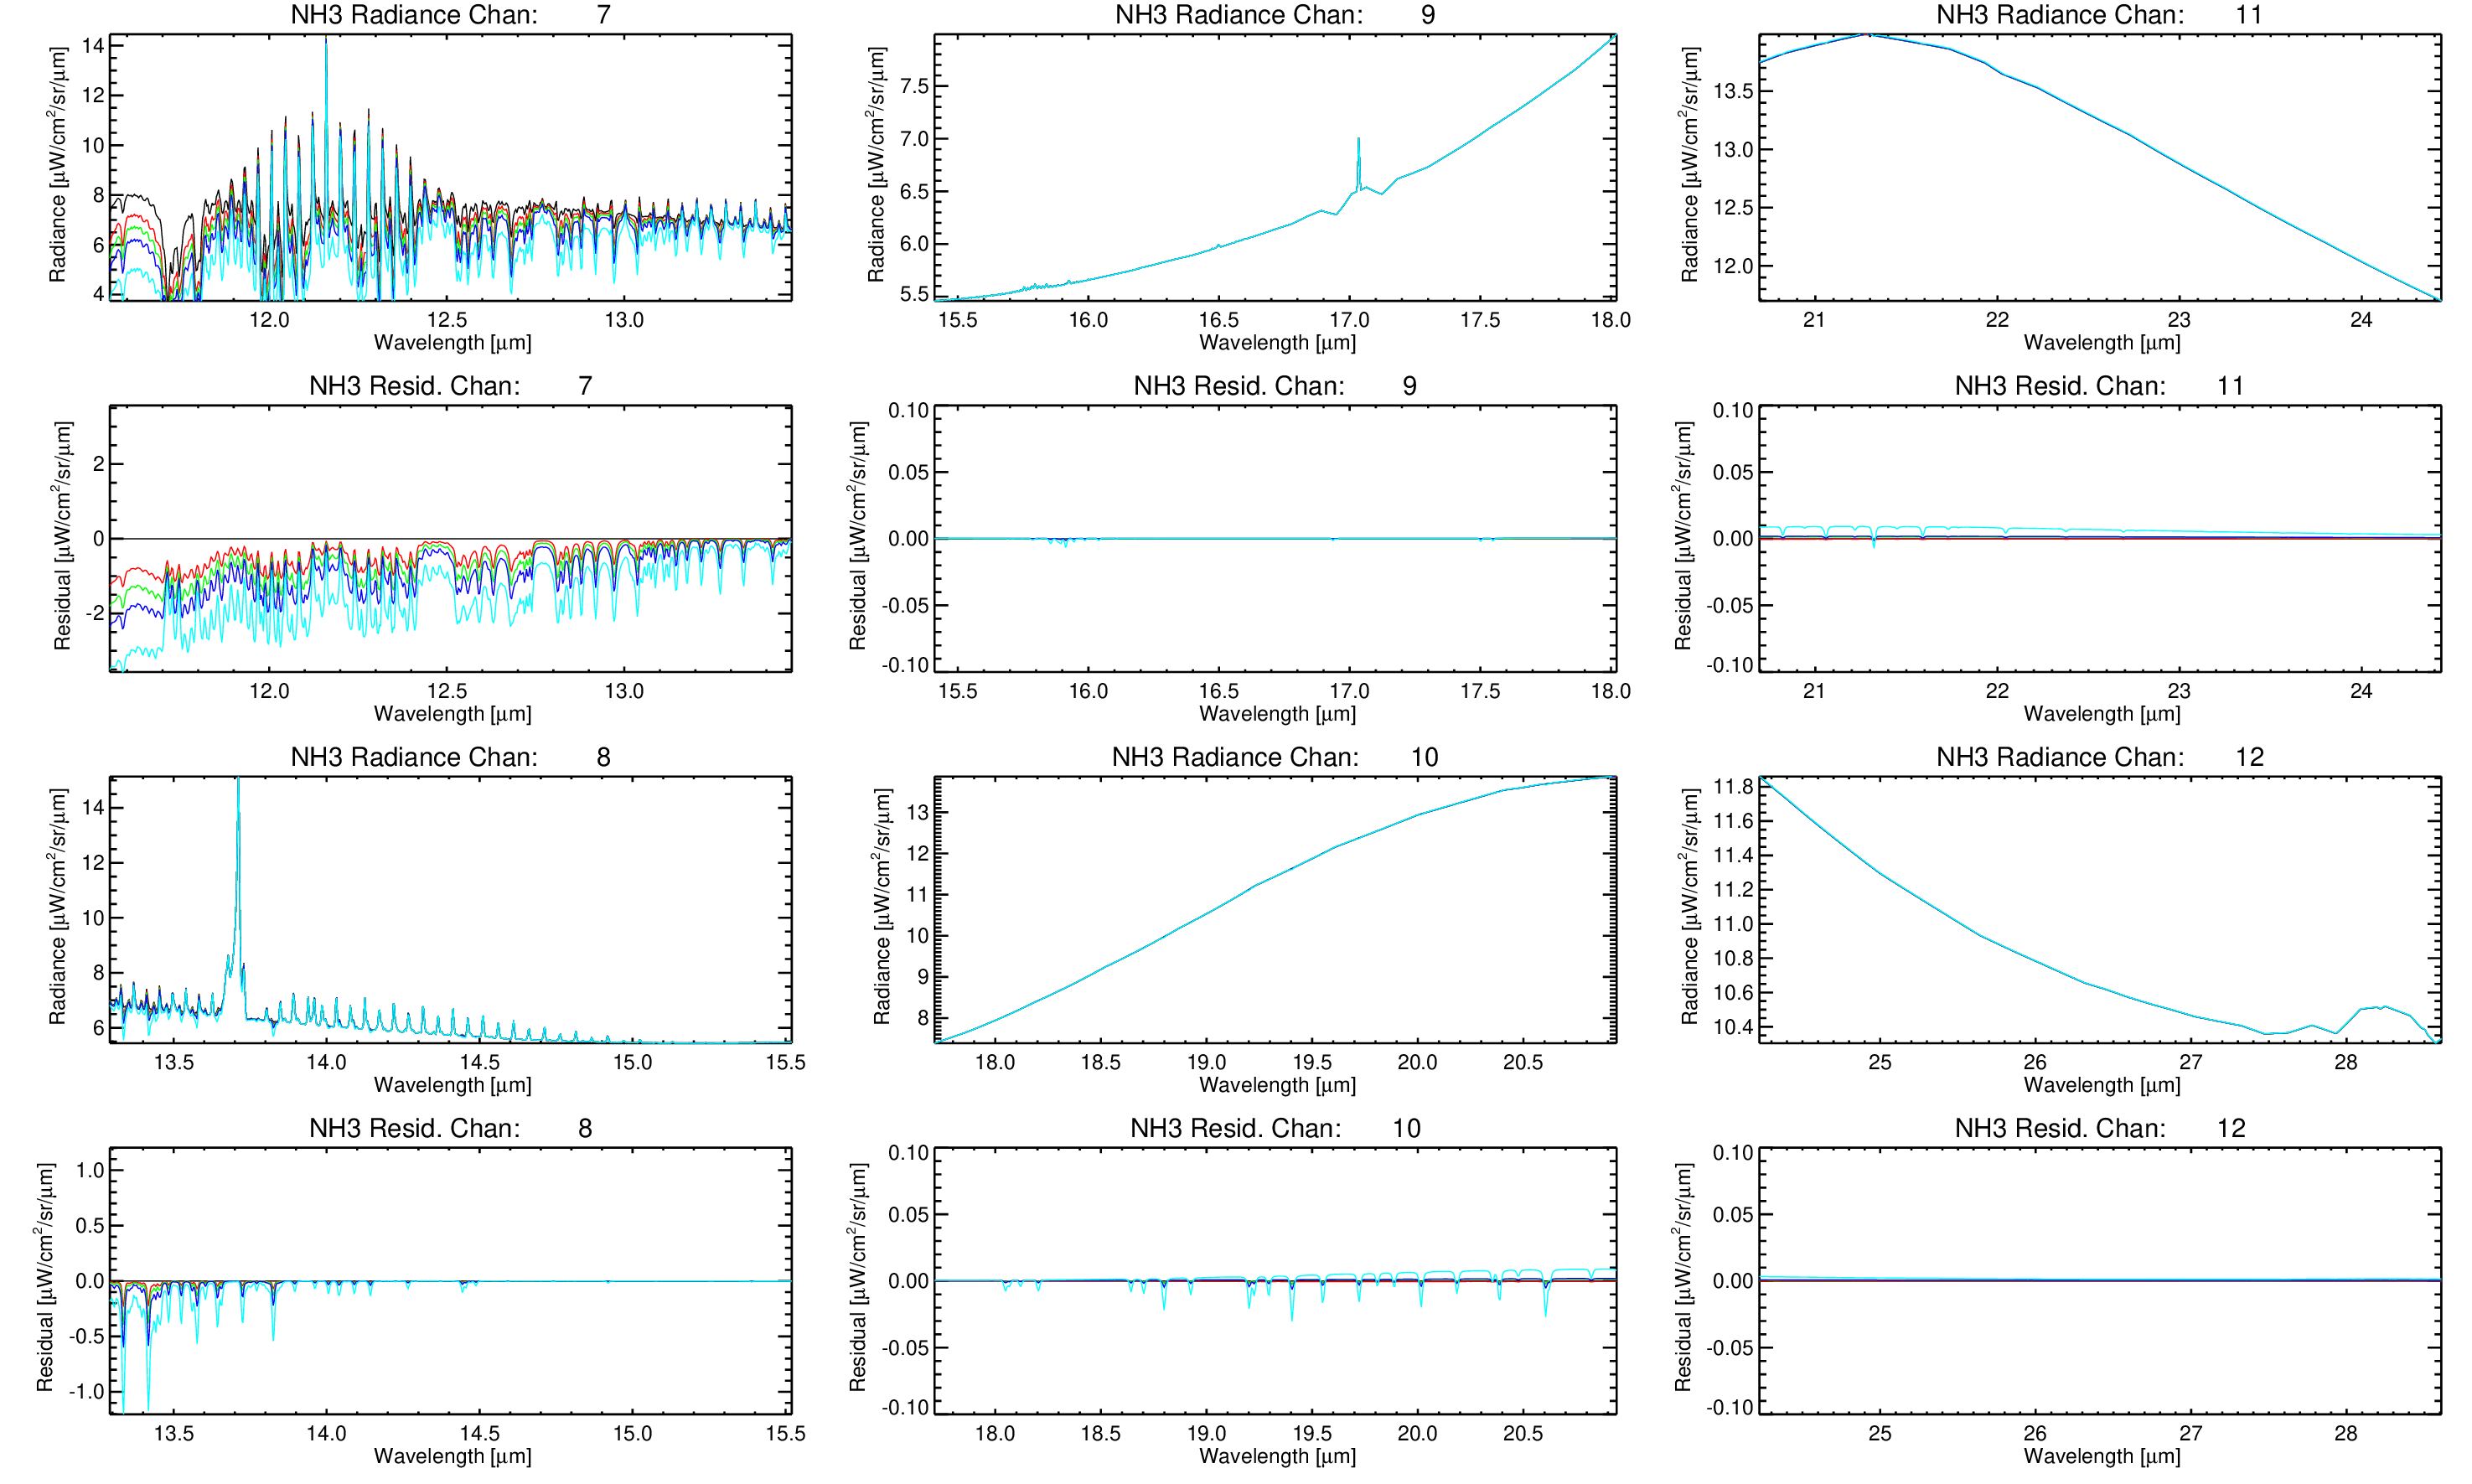 NH3 Radiance Chan: 7
Radiance [μW/cm²/sr/μm]
14
12
10
8
6
4
12.0 12.5 13.0
Wavelength [μm]
NH3 Radiance Chan: 9
Radiance [μW/cm²/sr/μm]
7.5
7.0
6.5
6.0
5.5
15.5 16.0 16.5 17.0 17.5 18.0
Wavelength [μm]
NH3 Radiance Chan: 11
Radiance [μW/cm²/sr/μm]
13.5
13.0
12.5
12.0
21 22 23 24
Wavelength [μm]
NH3 Resid. Chan: 7
Residual [μW/cm²/sr/μm]
2
0
-2
12.0 12.5 13.0
Wavelength [μm]
NH3 Resid. Chan: 9
Residual [μW/cm²/sr/μm]
0.10
0.05
0.00
-0.05
-0.10
15.5 16.0 16.5 17.0 17.5 18.0
Wavelength [μm]
NH3 Resid. Chan: 11
Residual [μW/cm²/sr/μm]
0.10
0.05
0.00
-0.05
-0.10
21 22 23 24
Wavelength [μm]
NH3 Radiance Chan: 8
Radiance [μW/cm²/sr/μm]
14
12
10
8
6
13.5 14.0 14.5 15.0 15.5
Wavelength [μm]
NH3 Radiance Chan: 10
Radiance [μW/cm²/sr/μm]
13
12
11
10
9
8
18.0 18.5 19.0 19.5 20.0 20.5
Wavelength [μm]
NH3 Radiance Chan: 12
Radiance [μW/cm²/sr/μm]
11.8
11.6
11.4
11.2
11.0
10.8
10.6
10.4
25 26 27 28
Wavelength [μm]
NH3 Resid. Chan: 8
Residual [μW/cm²/sr/μm]
1.0
0.5
0.0
-0.5
-1.0
13.5 14.0 14.5 15.0 15.5
Wavelength [μm]
NH3 Resid. Chan: 10
Residual [μW/cm²/sr/μm]
0.10
0.05
0.00
-0.05
-0.10
18.0 18.5 19.0 19.5 20.0 20.5
Wavelength [μm]
NH3 Resid. Chan: 12
Residual [μW/cm²/sr/μm]
0.10
0.05
0.00
-0.05
-0.10
25 26 27 28
Wavelength [μm]